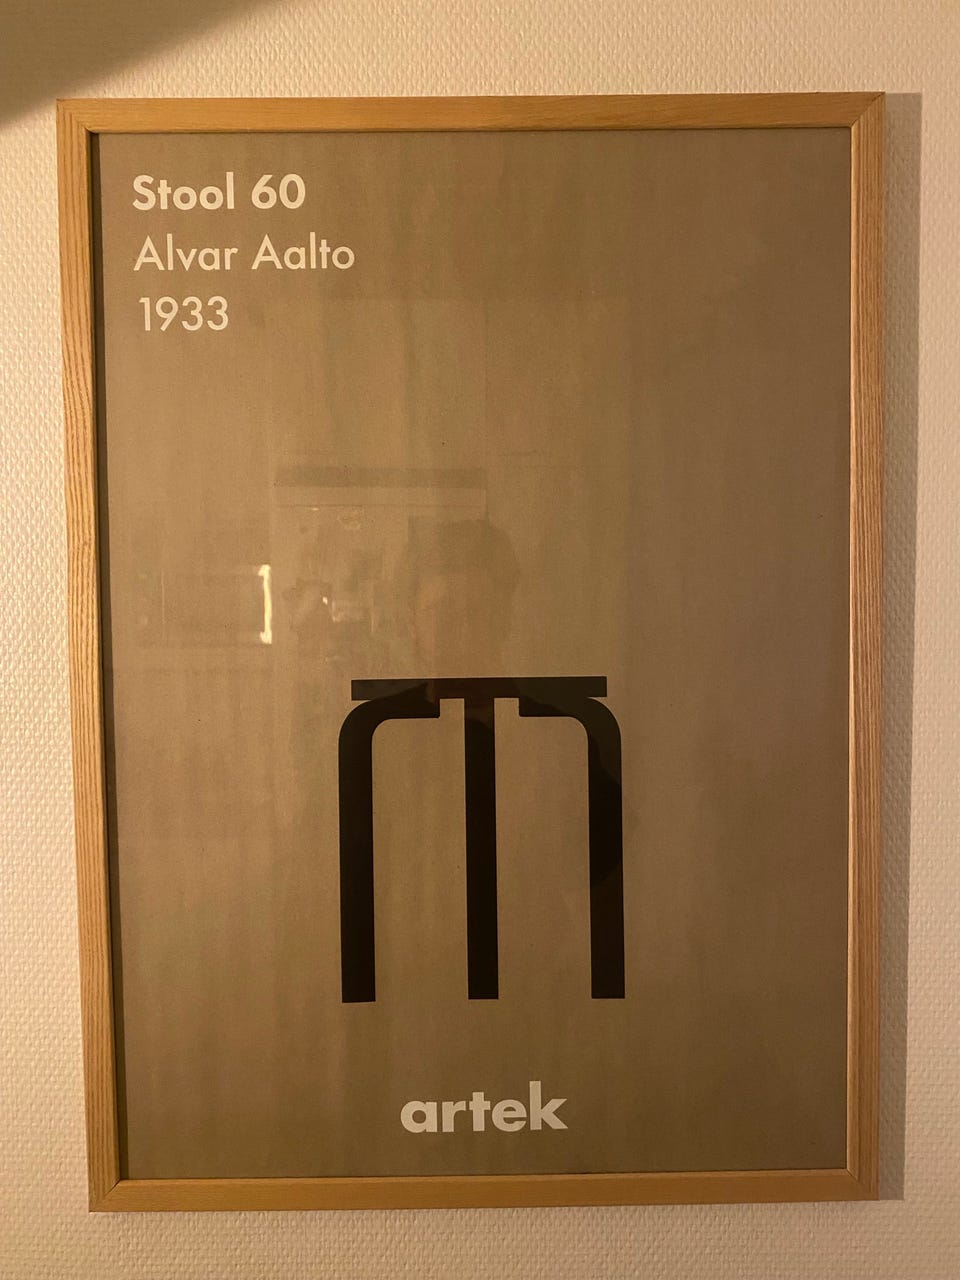 Stool 60
Alvar Aalto
1933
artek